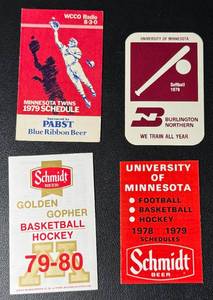 WCCO Radio
8-3-0
MINNESOTA TWINS
1979 SCHEDULE
Sponsored by
PABST
Blue Ribbon Beer
UNIVERSITY OF MINNESOTA
Softball
1979
BURLINGTON
NORTHERN
WE TRAIN ALL YEAR
Schmidt
BEER
GOLDEN
GOPHER
BASKETBALL
HOCKEY
79-80
UNIVERSITY
OF
MINNESOTA
• FOOTBALL
• BASKETBALL
• HOCKEY
1978 1979
SCHEDULES
Schmidt
BEER